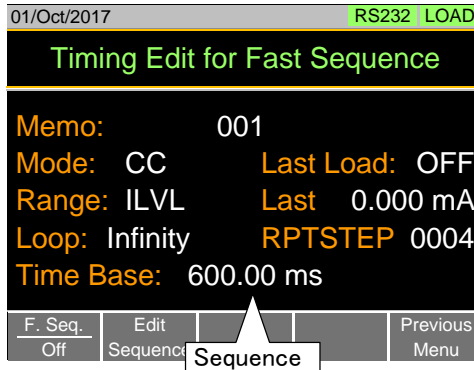 01/Oct/2017 RS232 LOAD
Timing Edit for Fast Sequence
Memo: 001
Mode: CC Last Load: OFF
Range: ILVL Last 0.000 mA
Loop: Infinity RPTSTEP 0004
Time Base: 600.00 ms
F. Seq. Edit Previous
Off Sequence Menu
Sequence